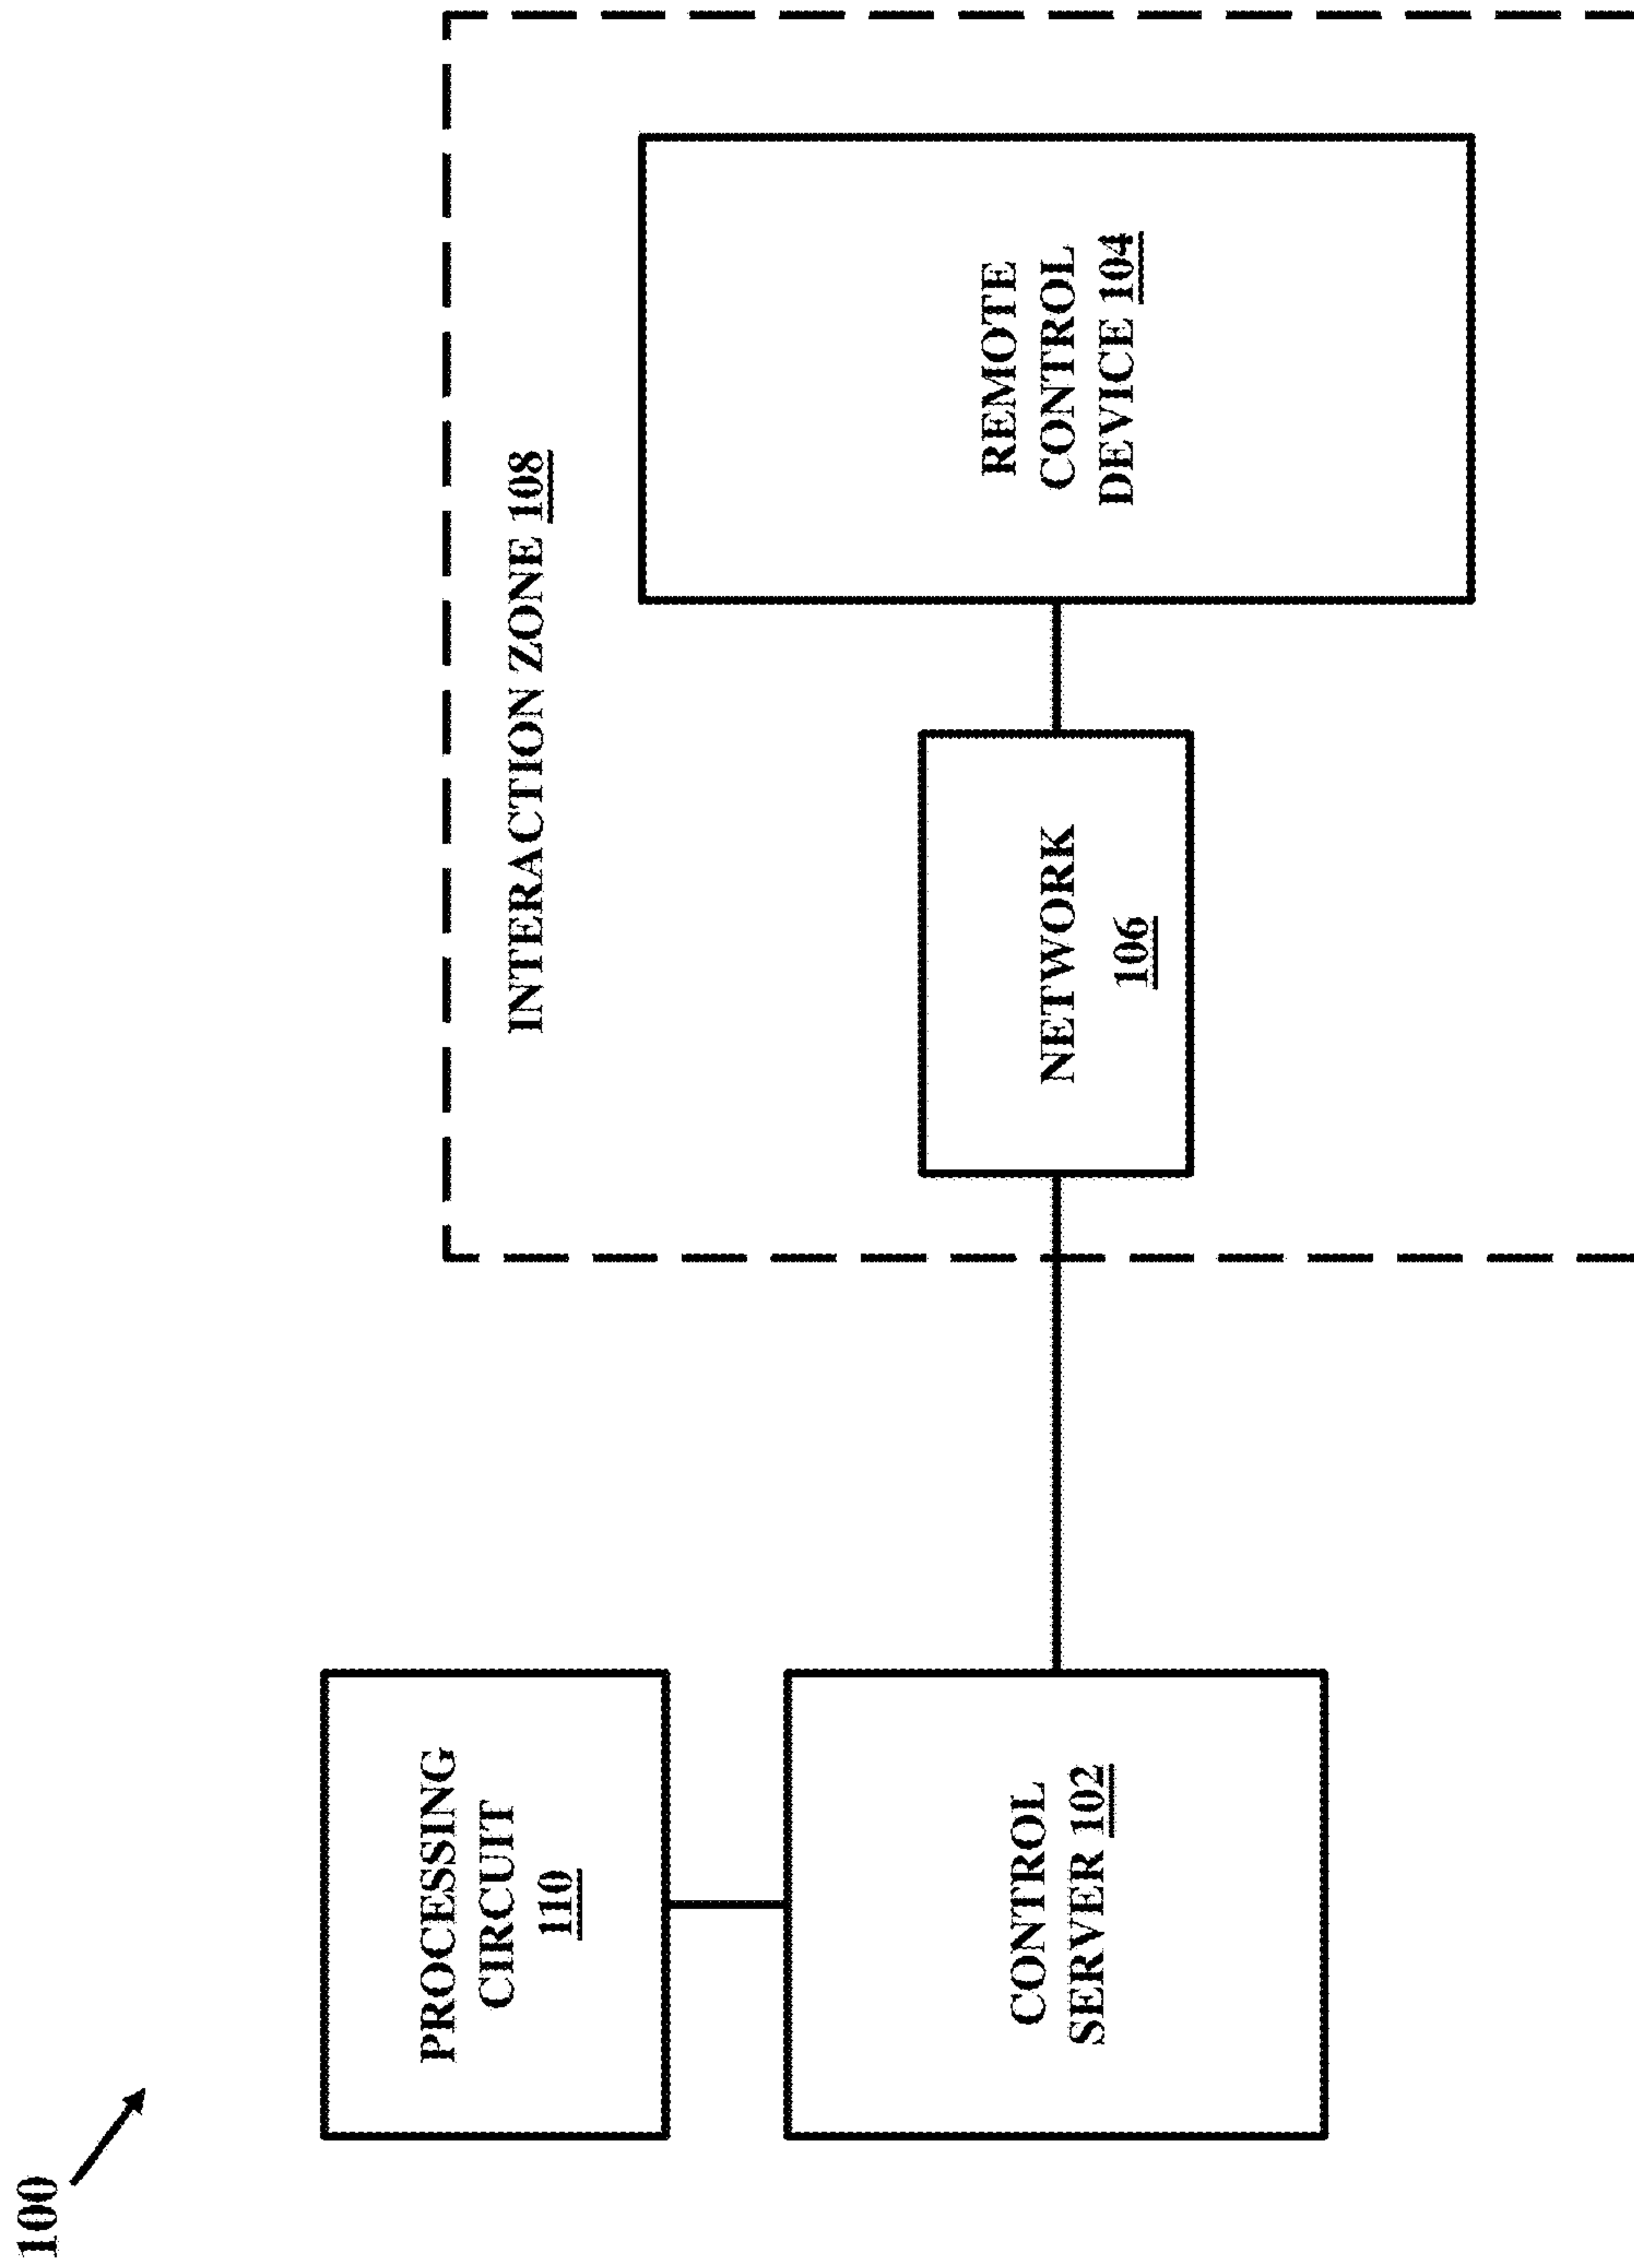 100
PROCESSING
CIRCUIT
110
CONTROL
SERVER 102
INTERACTION ZONE 108
NETWORK
106
REMOTE
CONTROL
DEVICE 104